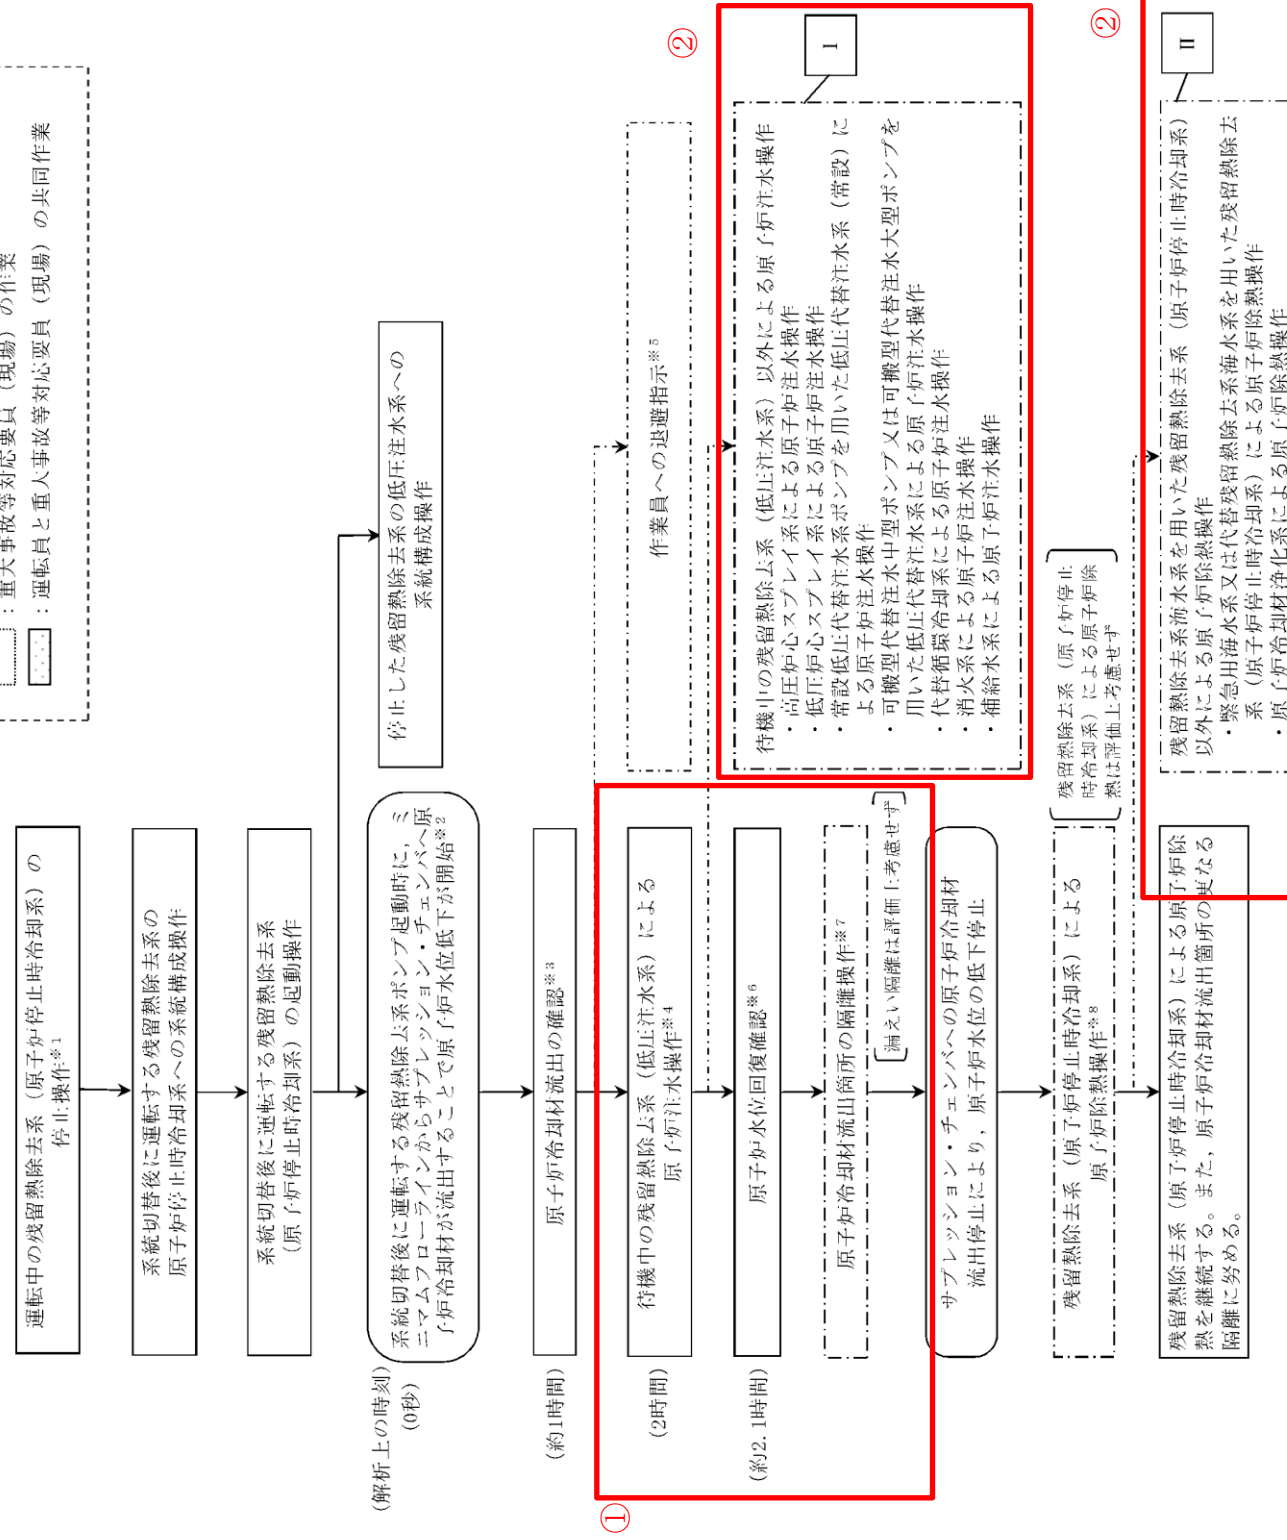 ：重大事故等対応要員（現場）の作業
：運転員と重大事故等対応要員（現場）の共同作業
運転中の残留熱除去系（原子炉停止時冷却系）の
停止操作※1
系統切替後に運転する残留熱除去系の
原子炉停止時冷却系への系統構成操作
系統切替後に運転する残留熱除去系
（原子炉停止時冷却系）の起動操作
停止した残留熱除去系の低圧注水系への
系統構成操作
(解析上の時刻)
(0秒)
系統切替後に運転する残留熱除去系ポンプ起動時に，ミ
ニマムフローラインからサプレッション・チェンバへ原
子炉冷却材が流出することで原子炉水位低下が開始※2
(約1時間)
原子炉冷却材流出の確認※3
①
(2時間)
待機中の残留熱除去系（低圧注水系）による
原子炉注水操作※4
作業員への退避指示※5
(約2.1時間)
原子炉水位回復確認※6
②
I
待機中の残留熱除去系（低圧注水系）以外による原子炉注水操作
・高圧炉心スプレイ系による原子炉注水操作
・低圧炉心スプレイ系による原子炉注水操作
・常設低圧代替注水系ポンプを用いた低圧代替注水系（常設）に
よる原子炉注水操作
・可搬型代替注水中型ポンプ又は可搬型代替注水大型ポンプを
用いた低圧代替注水系による原子炉注水操作
・代替循環冷却系による原子炉注水操作
・消火系による原子炉注水操作
・補給水系による原子炉注水操作
原子炉冷却材流出箇所の隔離操作※7
漏えい隔離は評価上考慮せず
サプレッション・チェンバへの原子炉冷却材
流出停止により，原子炉水位の低下停止
残留熱除去系（原子炉停止時冷却系）による
原子炉除熱操作※8
残留熱除去系（原子炉停止
時冷却系）による原子炉除
熱は評価上考慮せず
②
II
残留熱除去系海水系を用いた残留熱除去系（原子炉停止時冷却系）
以外による原子炉除熱操作
・緊急用海水系又は代替残留熱除去系海水系を用いた残留熱除去
系（原子炉停止時冷却系）による原子炉除熱操作
・原子炉冷却材浄化系による原子炉除熱操作
残留熱除去系（原子炉停止時冷却系）による原子炉除
熱を継続する。また，原子炉冷却材流出箇所の更なる
隔離に努める。